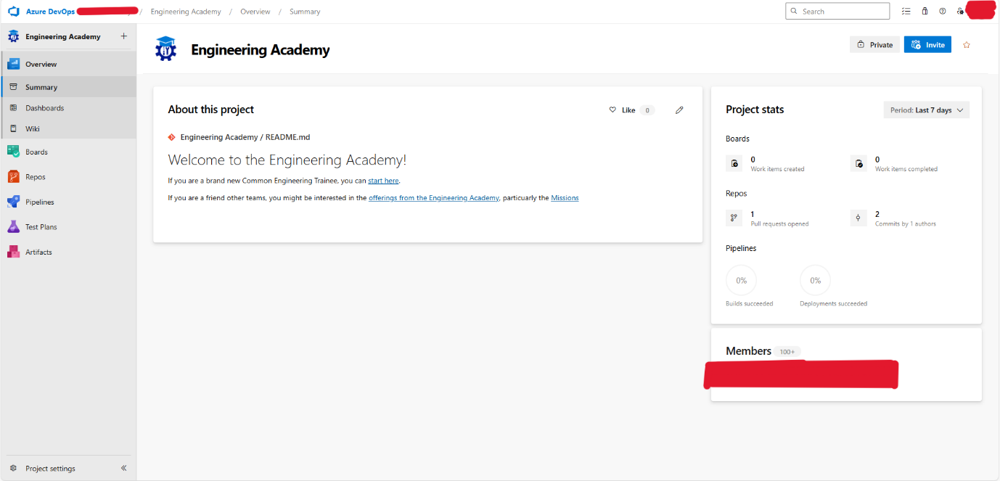 Azure DevOps / Engineering Academy / Overview / Summary
Search
Engineering Academy +
Overview
Summary
Dashboards
Wiki
Boards
Repos
Pipelines
Test Plans
Artifacts
Project settings
Engineering Academy
Private
Invite
About this project
Like 0
Engineering Academy / README.md
Welcome to the Engineering Academy!
If you are a brand new Common Engineering Trainee, you can start here.
If you are a friend other teams, you might be interested in the offerings from the Engineering Academy, particuarly the Missions
Project stats
Period: Last 7 days
Boards
0
Work items created
0
Work items completed
Repos
1
Pull requests opened
2
Commits by 1 authors
Pipelines
0%
Builds succeeded
0%
Deployments succeeded
Members 100+